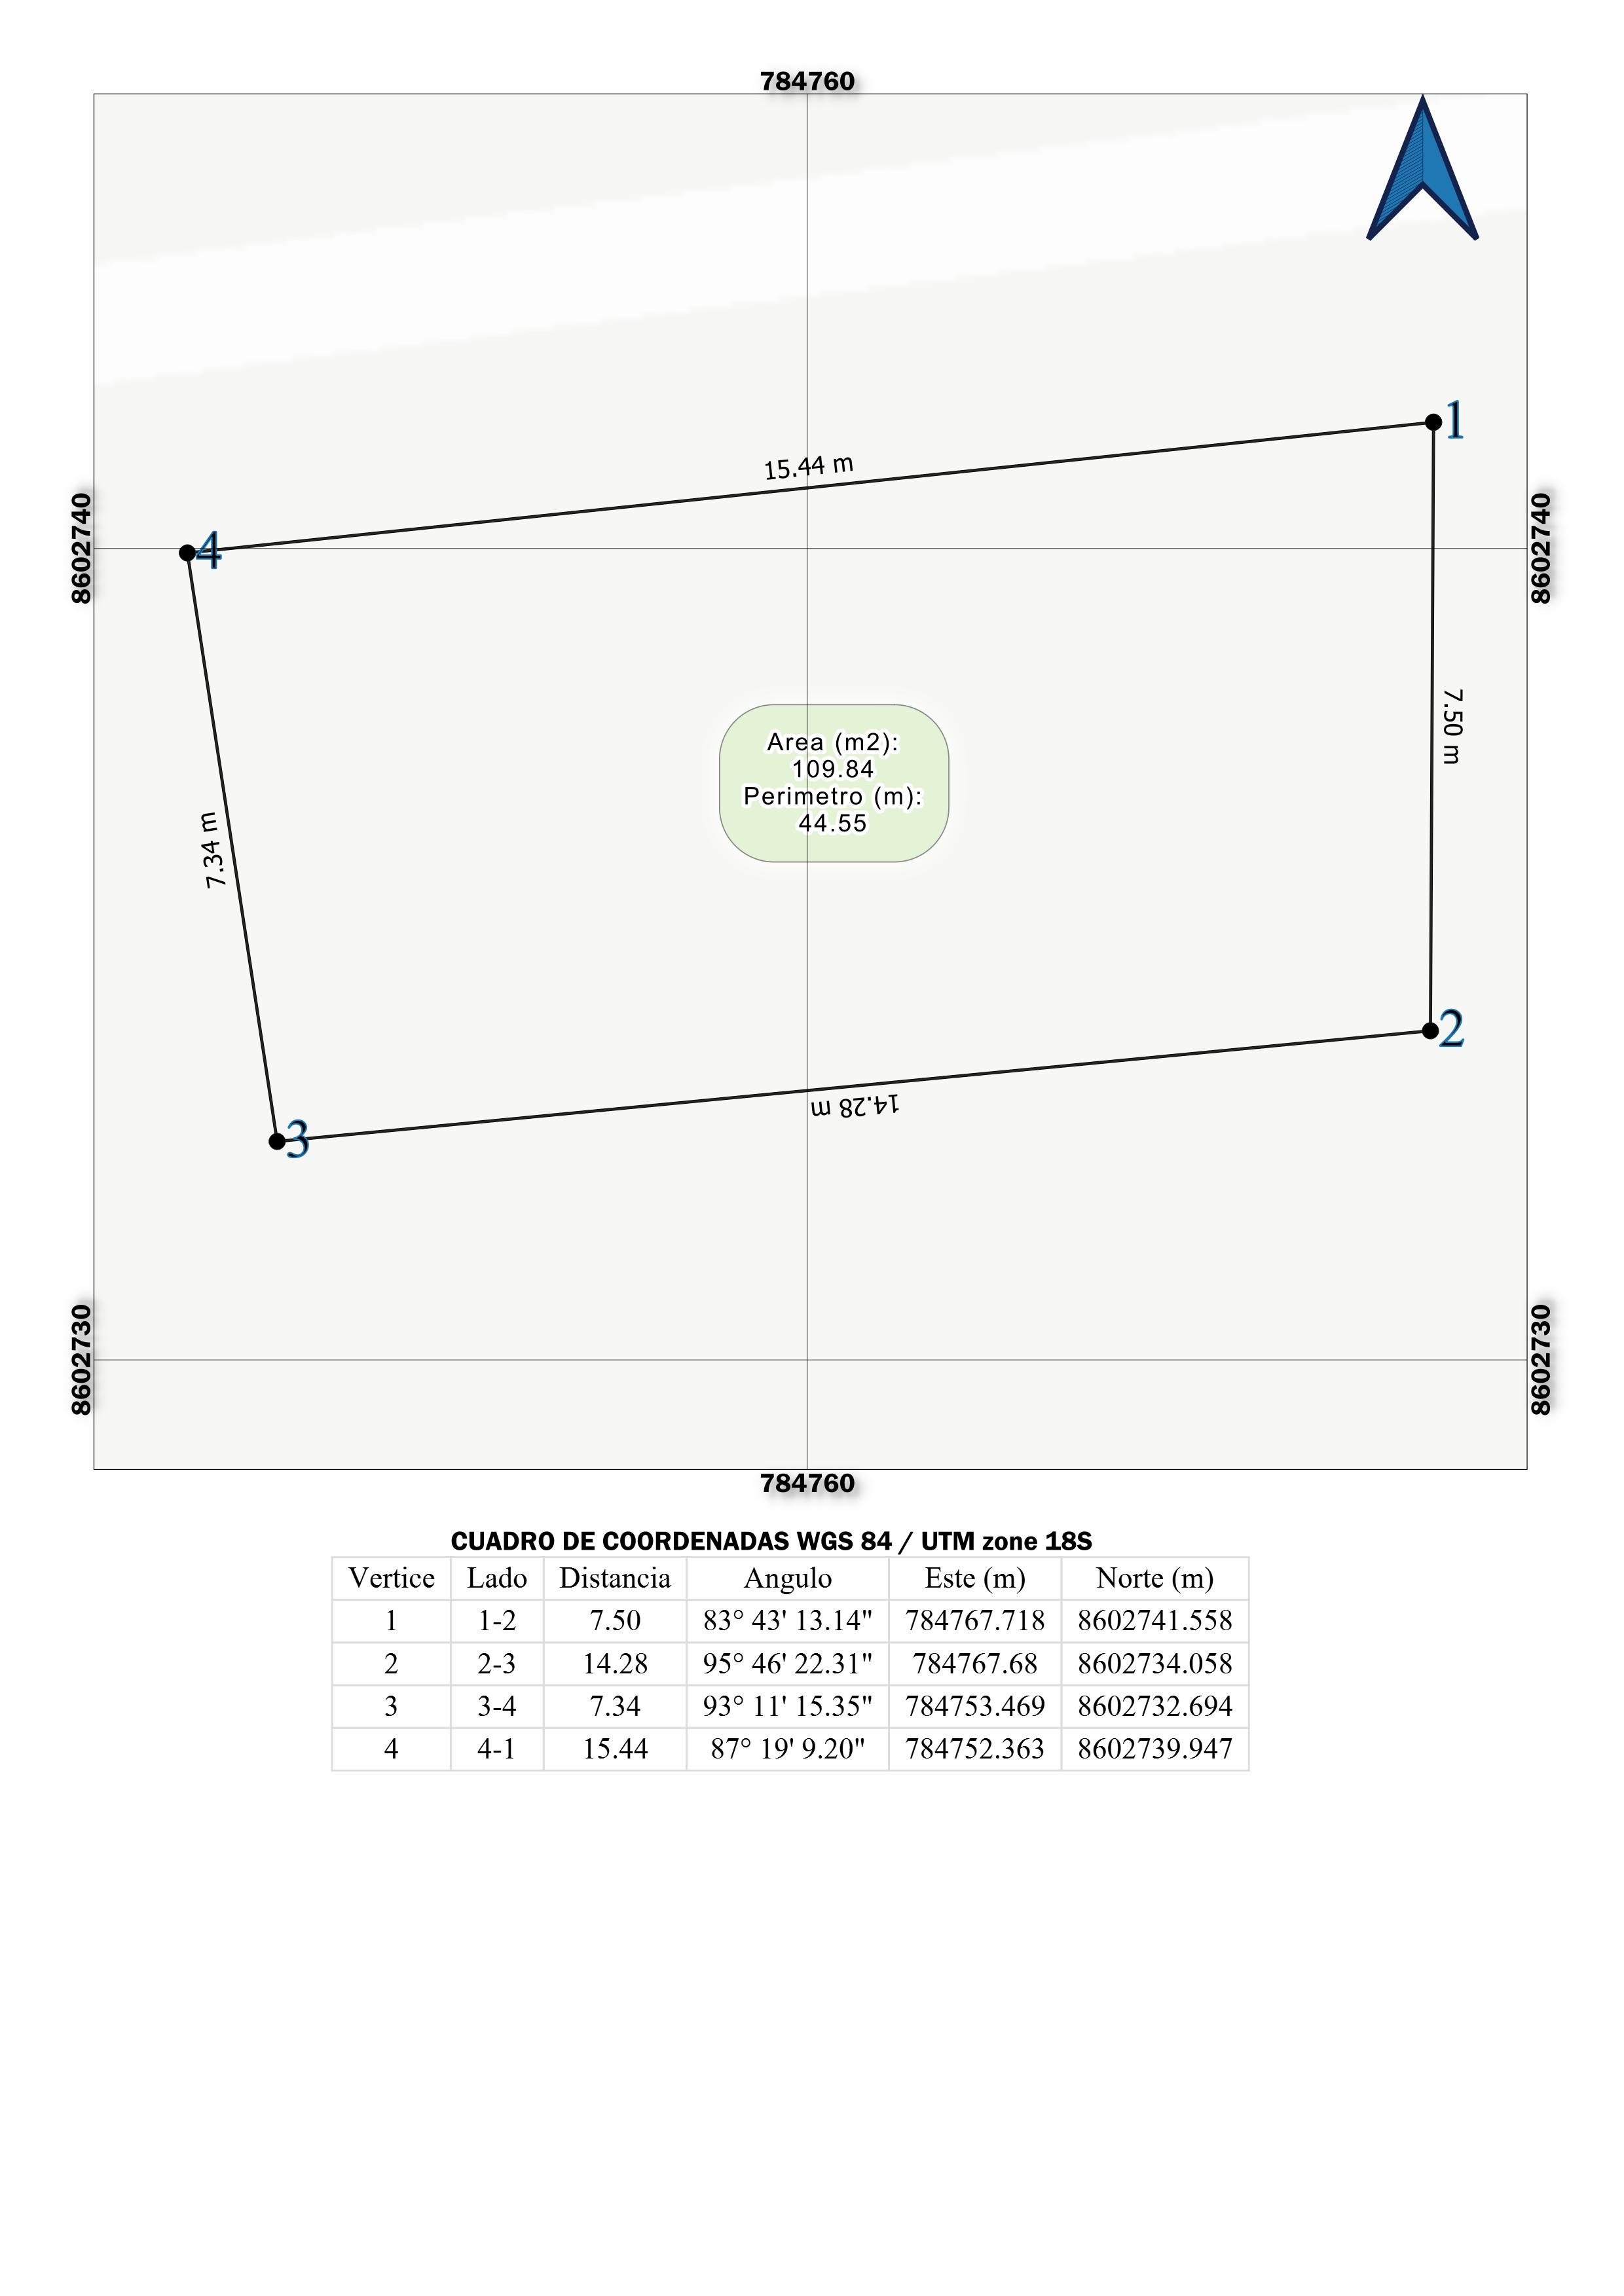 784760
1
15.44 m
8602740
8602740
4
7.50 m
Area (m2):
109.84
Perimetro (m):
44.55
7.34 m
2
14.28 m
3
8602730
8602730
784760
CUADRO DE COORDENADAS WGS 84 / UTM zone 18S
Vertice Lado Distancia Angulo Este (m) Norte (m)
1 1-2 7.50 83° 43' 13.14" 784767.718 8602741.558
2 2-3 14.28 95° 46' 22.31" 784767.68 8602734.058
3 3-4 7.34 93° 11' 15.35" 784753.469 8602732.694
4 4-1 15.44 87° 19' 9.20" 784752.363 8602739.947